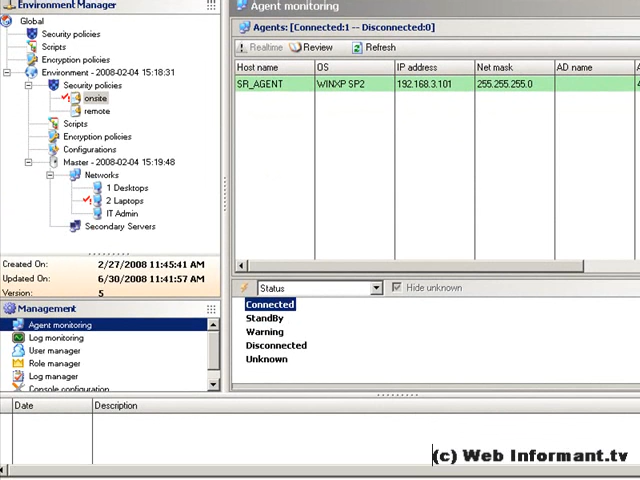 Environment Manager
Global
Security policies
Scripts
Encryption policies
Environment - 2008-02-04 15:18:31
Security policies
onsite
remote
Scripts
Encryption policies
Configurations
Master - 2008-02-04 15:19:48
Networks
1 Desktops
2 Laptops
IT Admin
Secondary Servers
Created On: 2/27/2008 11:45:41 AM
Updated On: 6/30/2008 11:41:57 AM
Version: 5
Management
Agent monitoring
Log monitoring
User manager
Role manager
Log manager
Console configuration
Agent monitoring
Agents: [Connected:1 -- Disconnected:0]
Realtime Review Refresh
Host name OS IP address Net mask AD name
SR_AGENT WINXP SP2 192.168.3.101 255.255.255.0
Status Hide unknown
Connected
StandBy
Warning
Disconnected
Unknown
Date Description
(c) Web Informant.tv